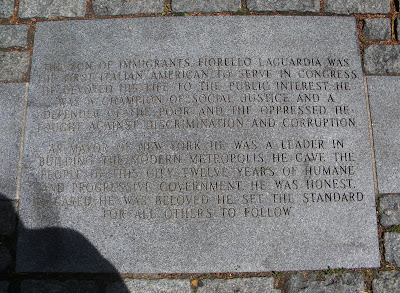 THE SON OF IMMIGRANTS, FIORELLO LAGUARDIA WAS
THE FIRST ITALIAN AMERICAN TO SERVE IN CONGRESS
HE DEVOTED HIS LIFE TO THE PUBLIC INTEREST. HE
WAS A CHAMPION OF SOCIAL JUSTICE AND A
DEFENDER OF THE POOR AND THE OPPRESSED. HE
FOUGHT AGAINST DISCRIMINATION AND CORRUPTION
AS MAYOR OF NEW YORK HE WAS A LEADER IN
BUILDING THE MODERN METROPOLIS. HE GAVE THE
PEOPLE OF THIS CITY TWELVE YEARS OF HUMANE
AND PROGRESSIVE GOVERNMENT. HE WAS HONEST.
HE CARED. HE WAS BELOVED. HE SET THE STANDARD
FOR ALL OTHERS TO FOLLOW.